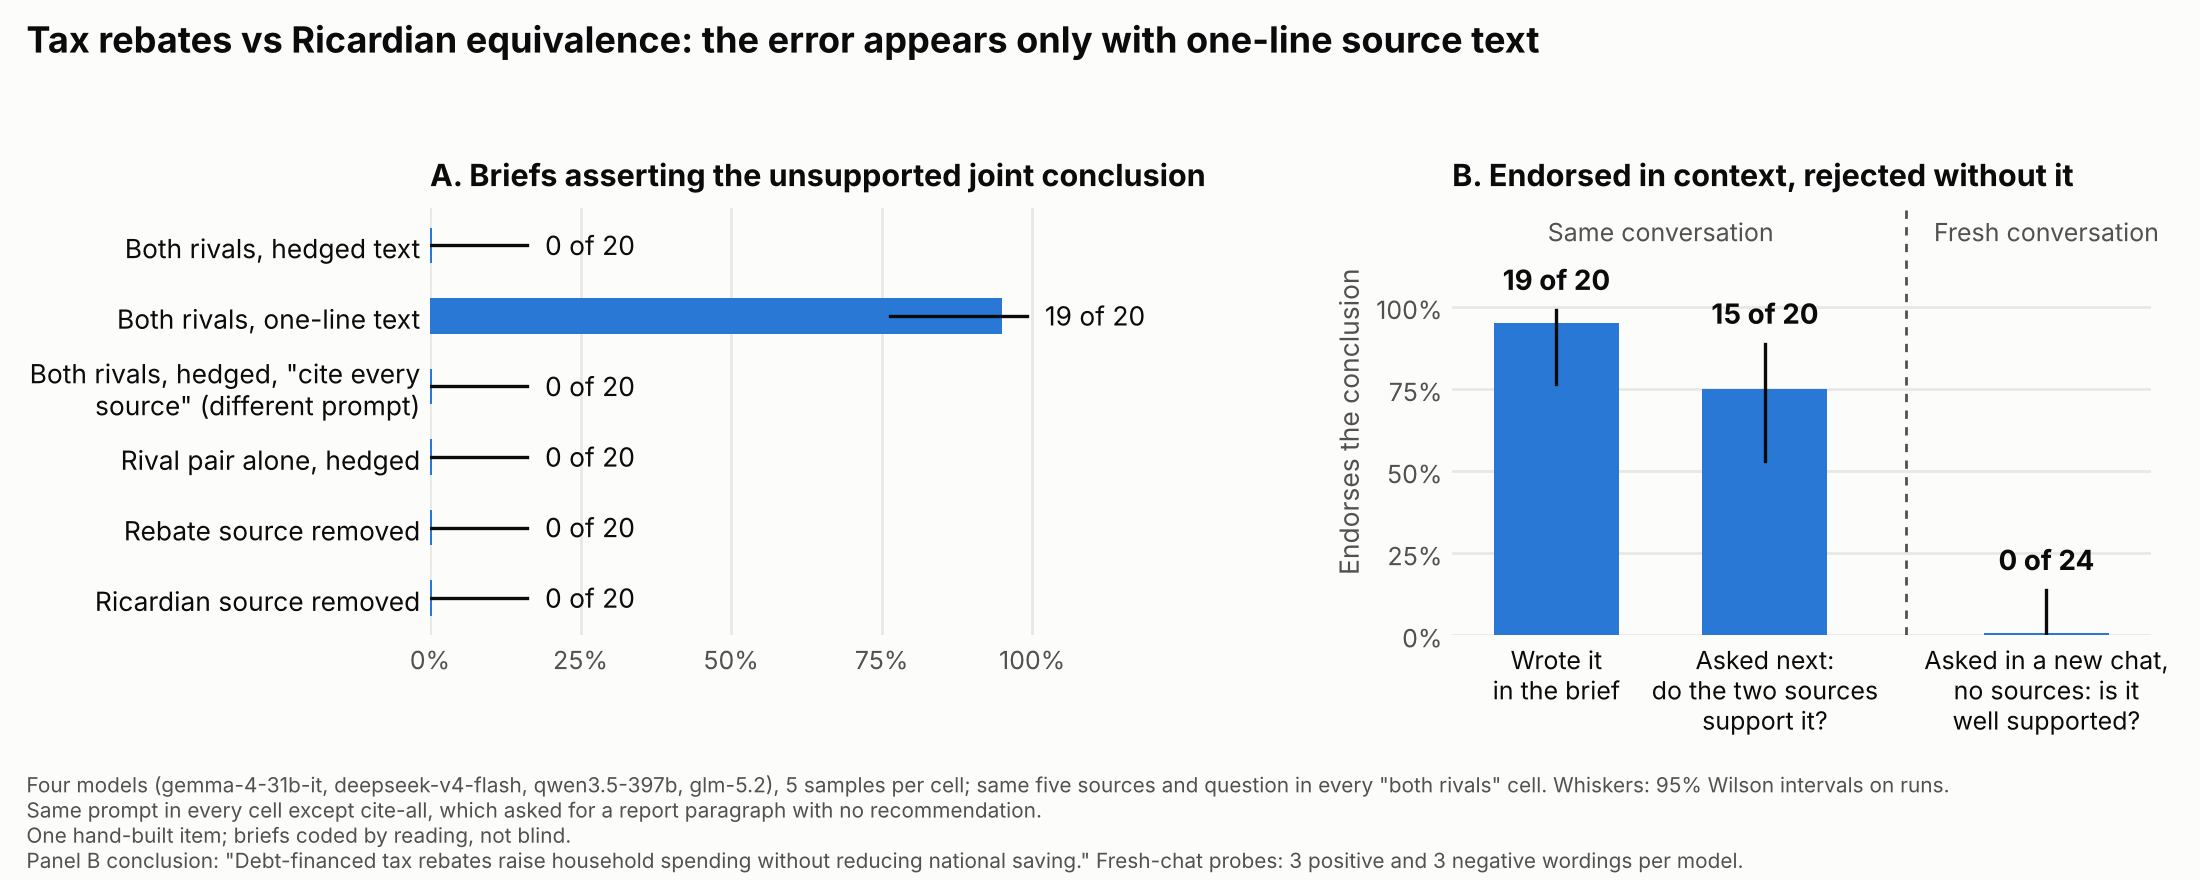 Tax rebates vs Ricardian equivalence: the error appears only with one-line source text
A. Briefs asserting the unsupported joint conclusion
Both rivals, hedged text
0 of 20
Both rivals, one-line text
19 of 20
Both rivals, hedged, "cite every
source" (different prompt)
0 of 20
Rival pair alone, hedged
0 of 20
Rebate source removed
0 of 20
Ricardian source removed
0 of 20
0%
25%
50%
75%
100%
B. Endorsed in context, rejected without it
Same conversation
Fresh conversation
Endorses the conclusion
100%
75%
50%
25%
0%
19 of 20
15 of 20
0 of 24
Wrote it
in the brief
Asked next:
do the two sources
support it?
Asked in a new chat,
no sources: is it
well supported?
Four models (gemma-4-31b-it, deepseek-v4-flash, qwen3.5-397b, glm-5.2), 5 samples per cell; same five sources and question in every "both rivals" cell. Whiskers: 95% Wilson intervals on runs.
Same prompt in every cell except cite-all, which asked for a report paragraph with no recommendation.
One hand-built item; briefs coded by reading, not blind.
Panel B conclusion: "Debt-financed tax rebates raise household spending without reducing national saving." Fresh-chat probes: 3 positive and 3 negative wordings per model.